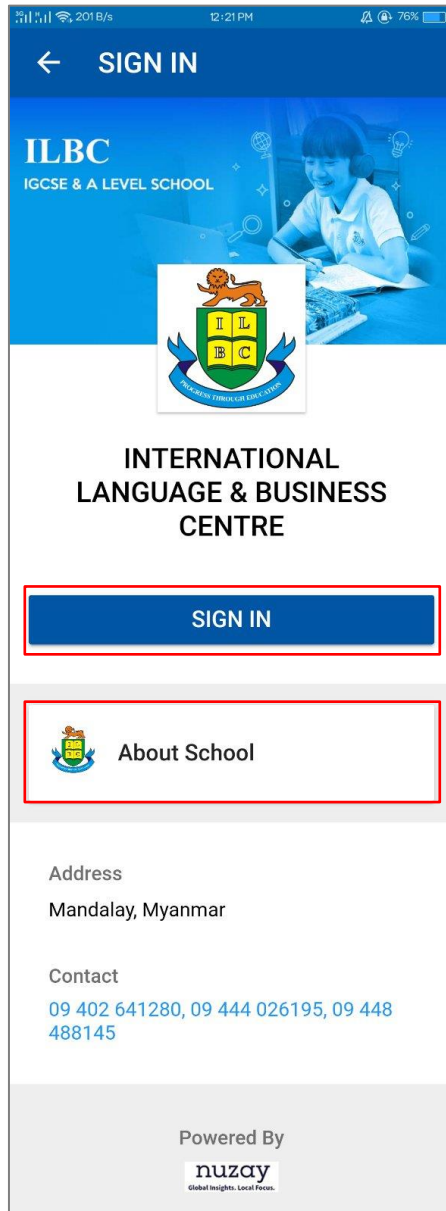 3G 201 B/s 12:21 PM 76%
SIGN IN
ILBC
IGCSE & A LEVEL SCHOOL
I L
B C
PROGRESS THROUGH EDUCATION
INTERNATIONAL
LANGUAGE & BUSINESS
CENTRE
SIGN IN
About School
Address
Mandalay, Myanmar
Contact
09 402 641280, 09 444 026195, 09 448
488145
Powered By
nuzay
Global Insights. Local Focus.